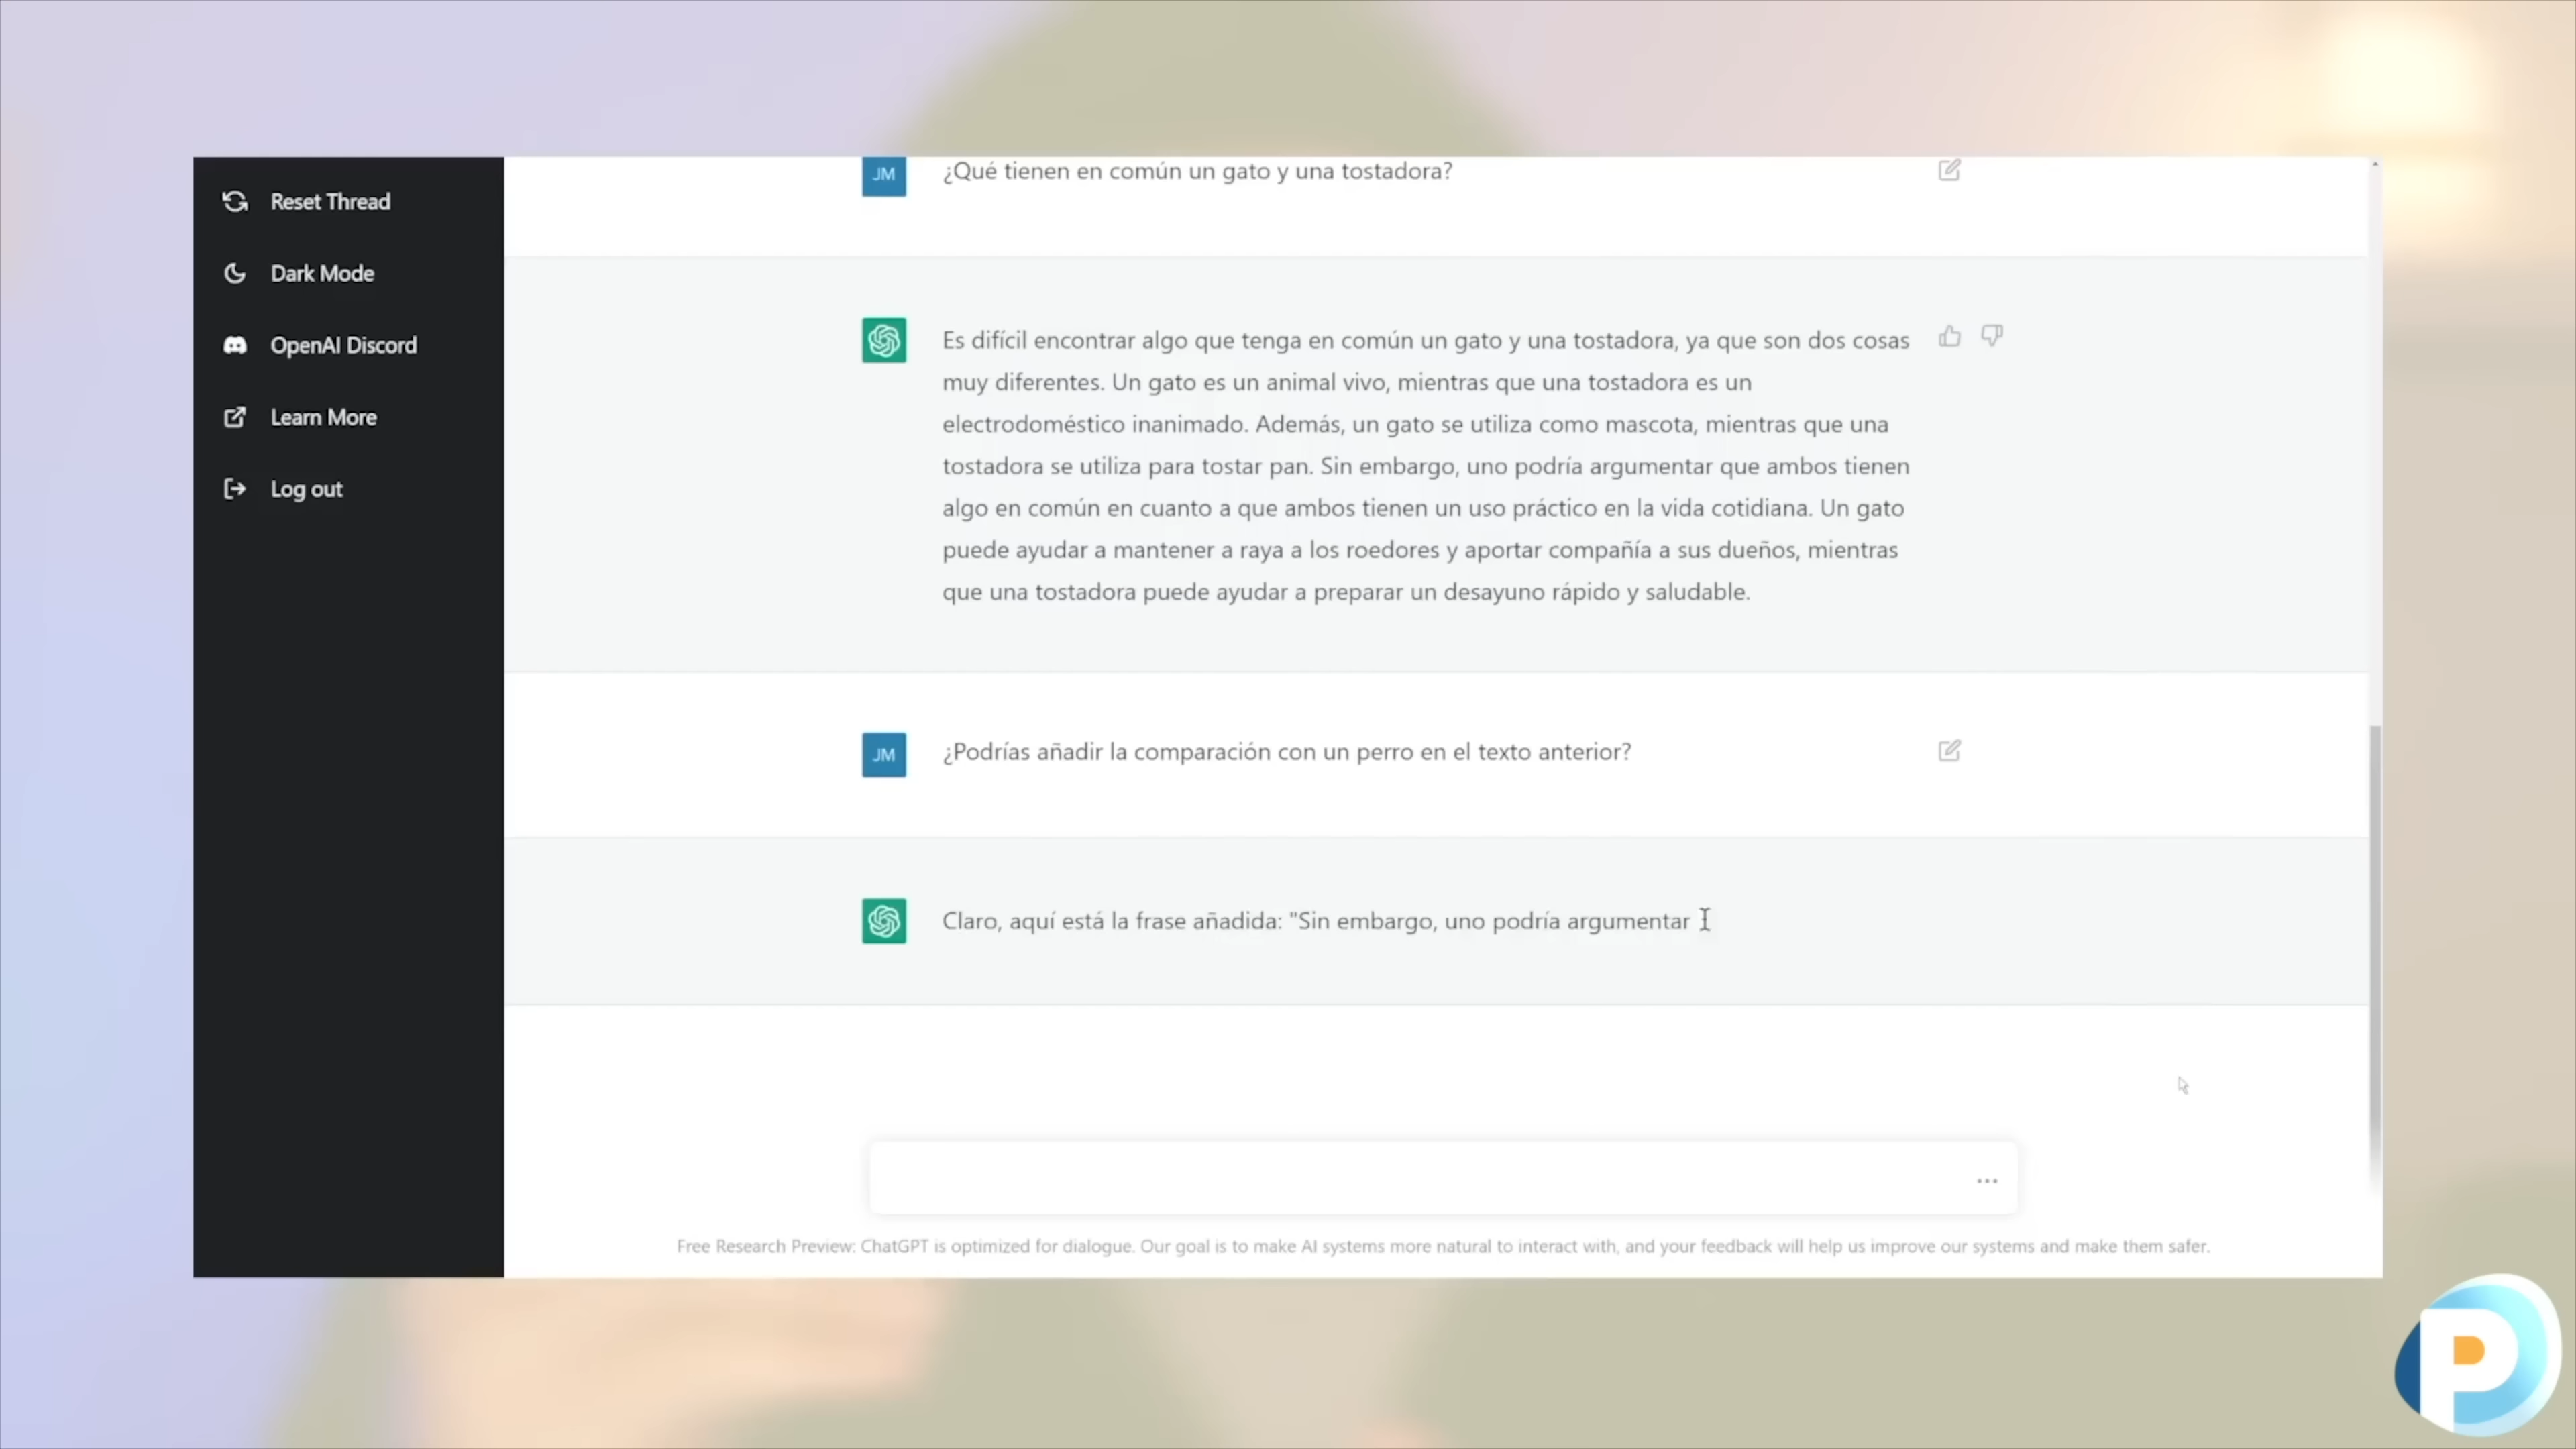 Reset Thread
Dark Mode
OpenAI Discord
Learn More
Log out
JM
¿Qué tienen en común un gato y una tostadora?
Es difícil encontrar algo que tenga en común un gato y una tostadora, ya que son dos cosas
muy diferentes. Un gato es un animal vivo, mientras que una tostadora es un
electrodoméstico inanimado. Además, un gato se utiliza como mascota, mientras que una
tostadora se utiliza para tostar pan. Sin embargo, uno podría argumentar que ambos tienen
algo en común en cuanto a que ambos tienen un uso práctico en la vida cotidiana. Un gato
puede ayudar a mantener a raya a los roedores y aportar compañía a sus dueños, mientras
que una tostadora puede ayudar a preparar un desayuno rápido y saludable.
JM
¿Podrías añadir la comparación con un perro en el texto anterior?
Claro, aquí está la frase añadida: "Sin embargo, uno podría argumentar
Free Research Preview: ChatGPT is optimized for dialogue. Our goal is to make AI systems more natural to interact with, and your feedback will help us improve our systems and make them safer.
P